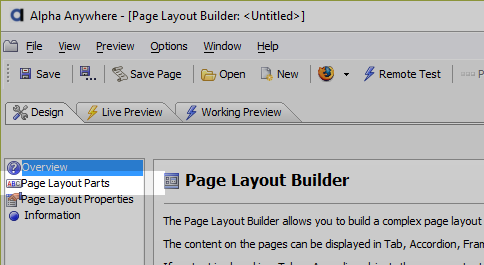 Alpha Anywhere - [Page Layout Builder: <Untitled>]
File View Preview Options Window Help
Save Save Page Open New Remote Test
Design Live Preview Working Preview
Overview
ABC Page Layout Parts
Page Layout Properties
Information
Page Layout Builder
The Page Layout Builder allows you to build a complex page layout
The content on the pages can be displayed in Tab, Accordion, Fram